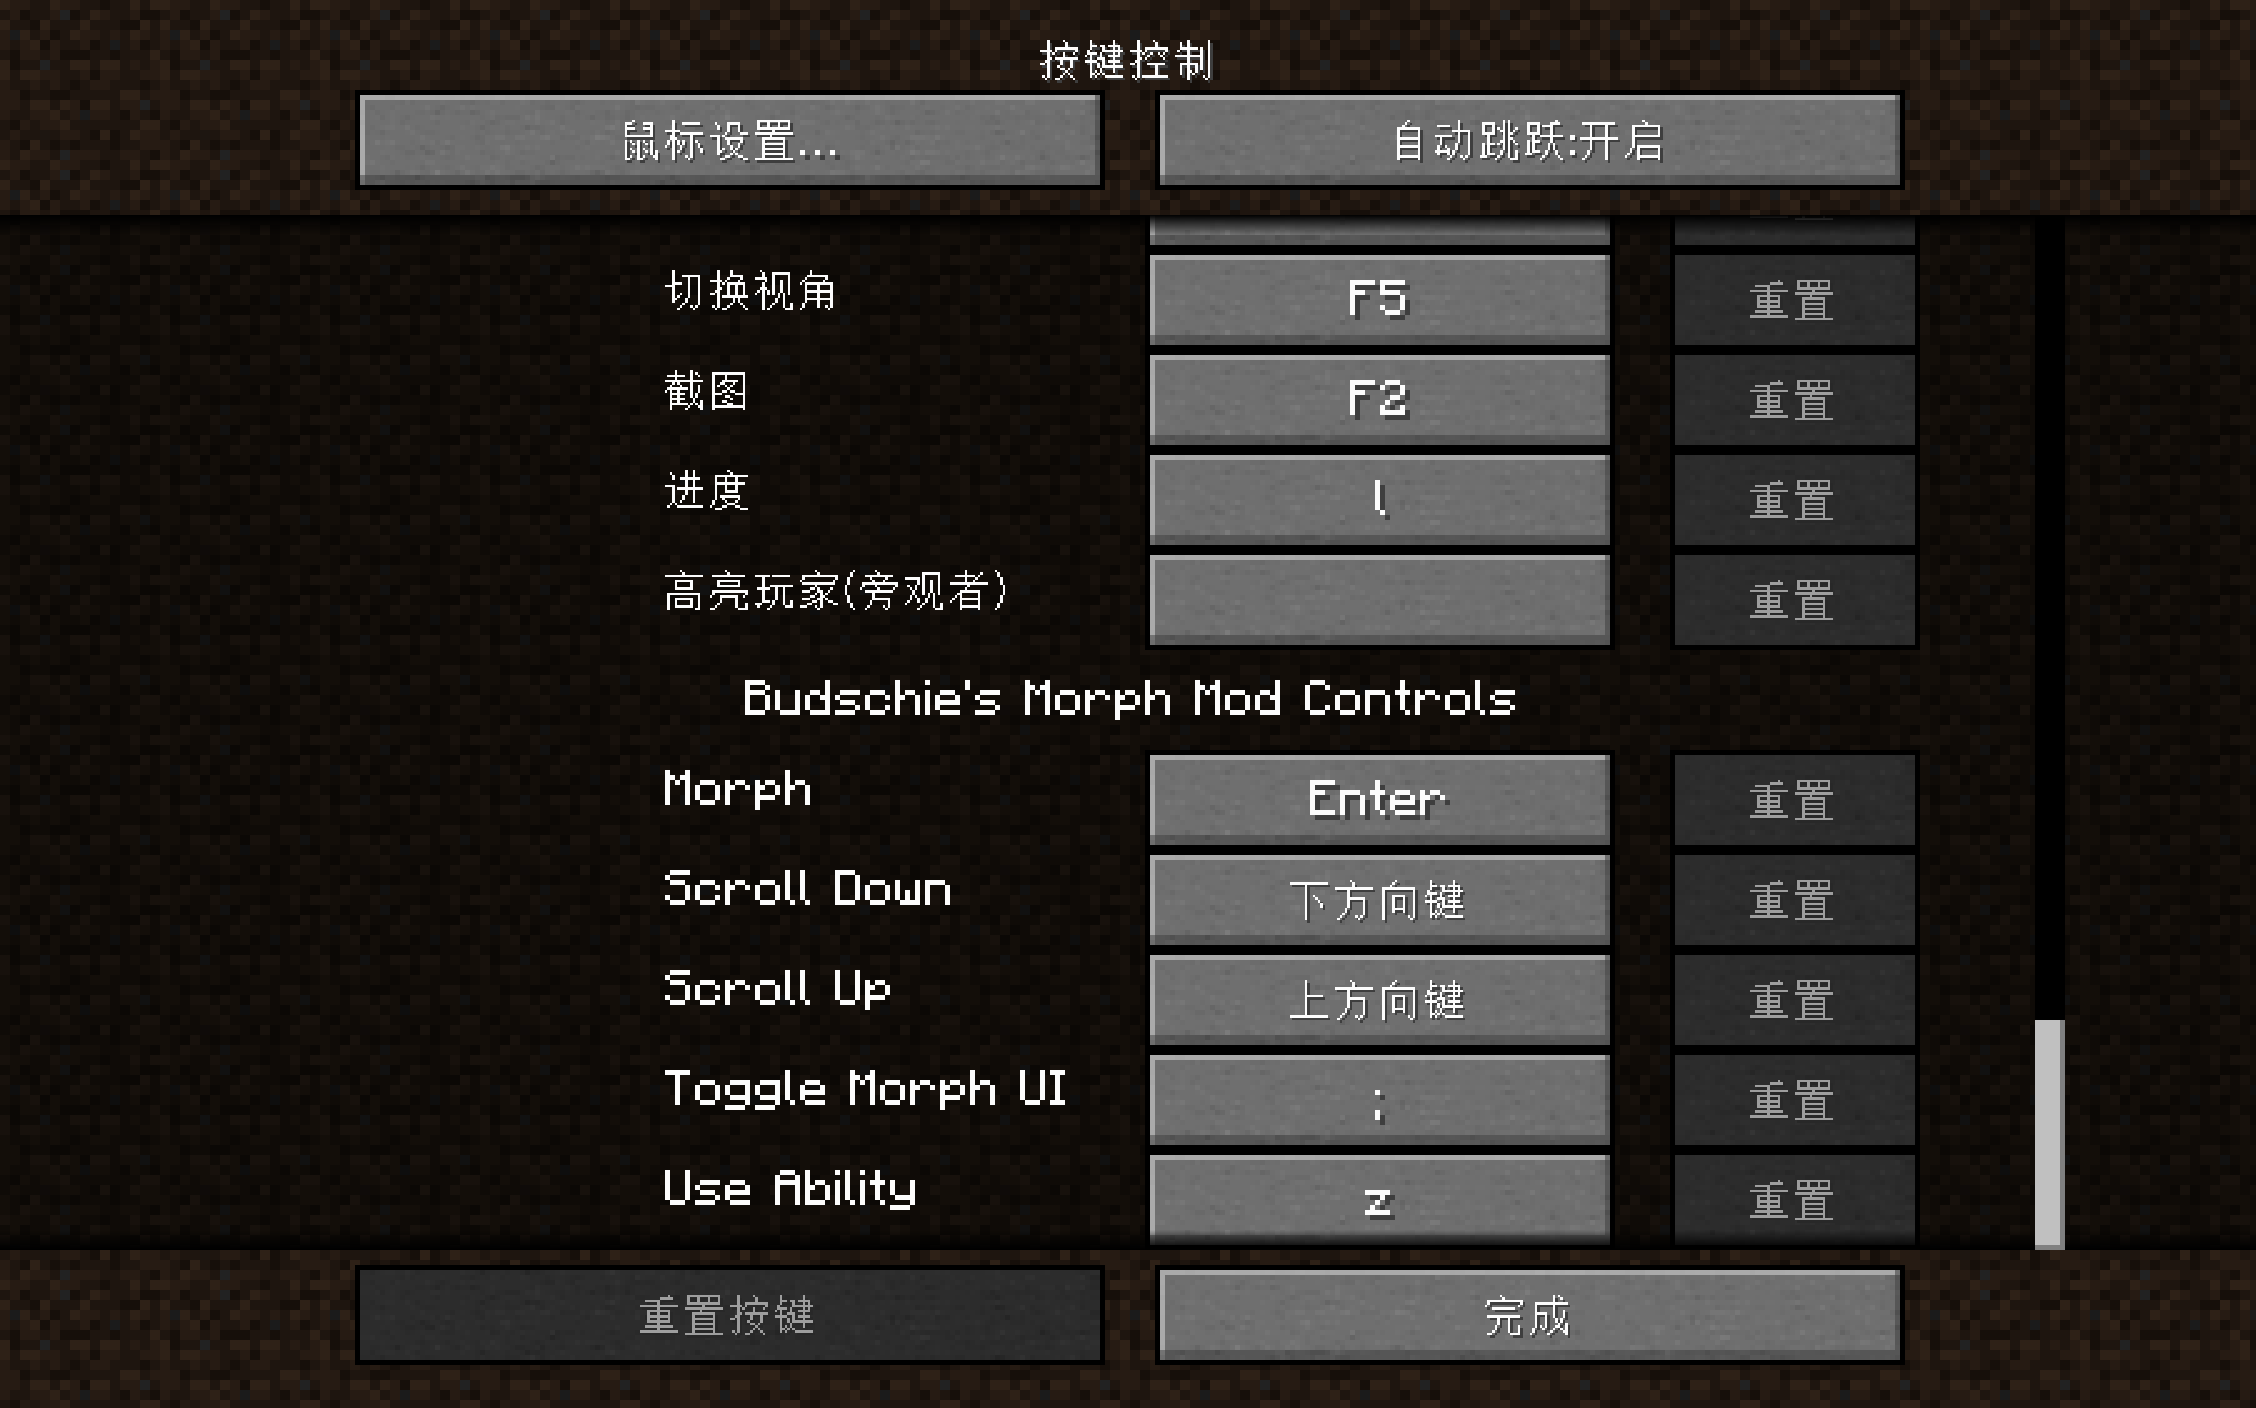 按键控制
鼠标设置... 自动跳跃:开启
切换视角 F5 重置
截图 F2 重置
进度 l 重置
高亮玩家(旁观者) 重置
Budschie's Morph Mod Controls
Morph Enter 重置
Scroll Down 下方向键 重置
Scroll Up 上方向键 重置
Toggle Morph UI ; 重置
Use Ability z 重置
重置按键 完成